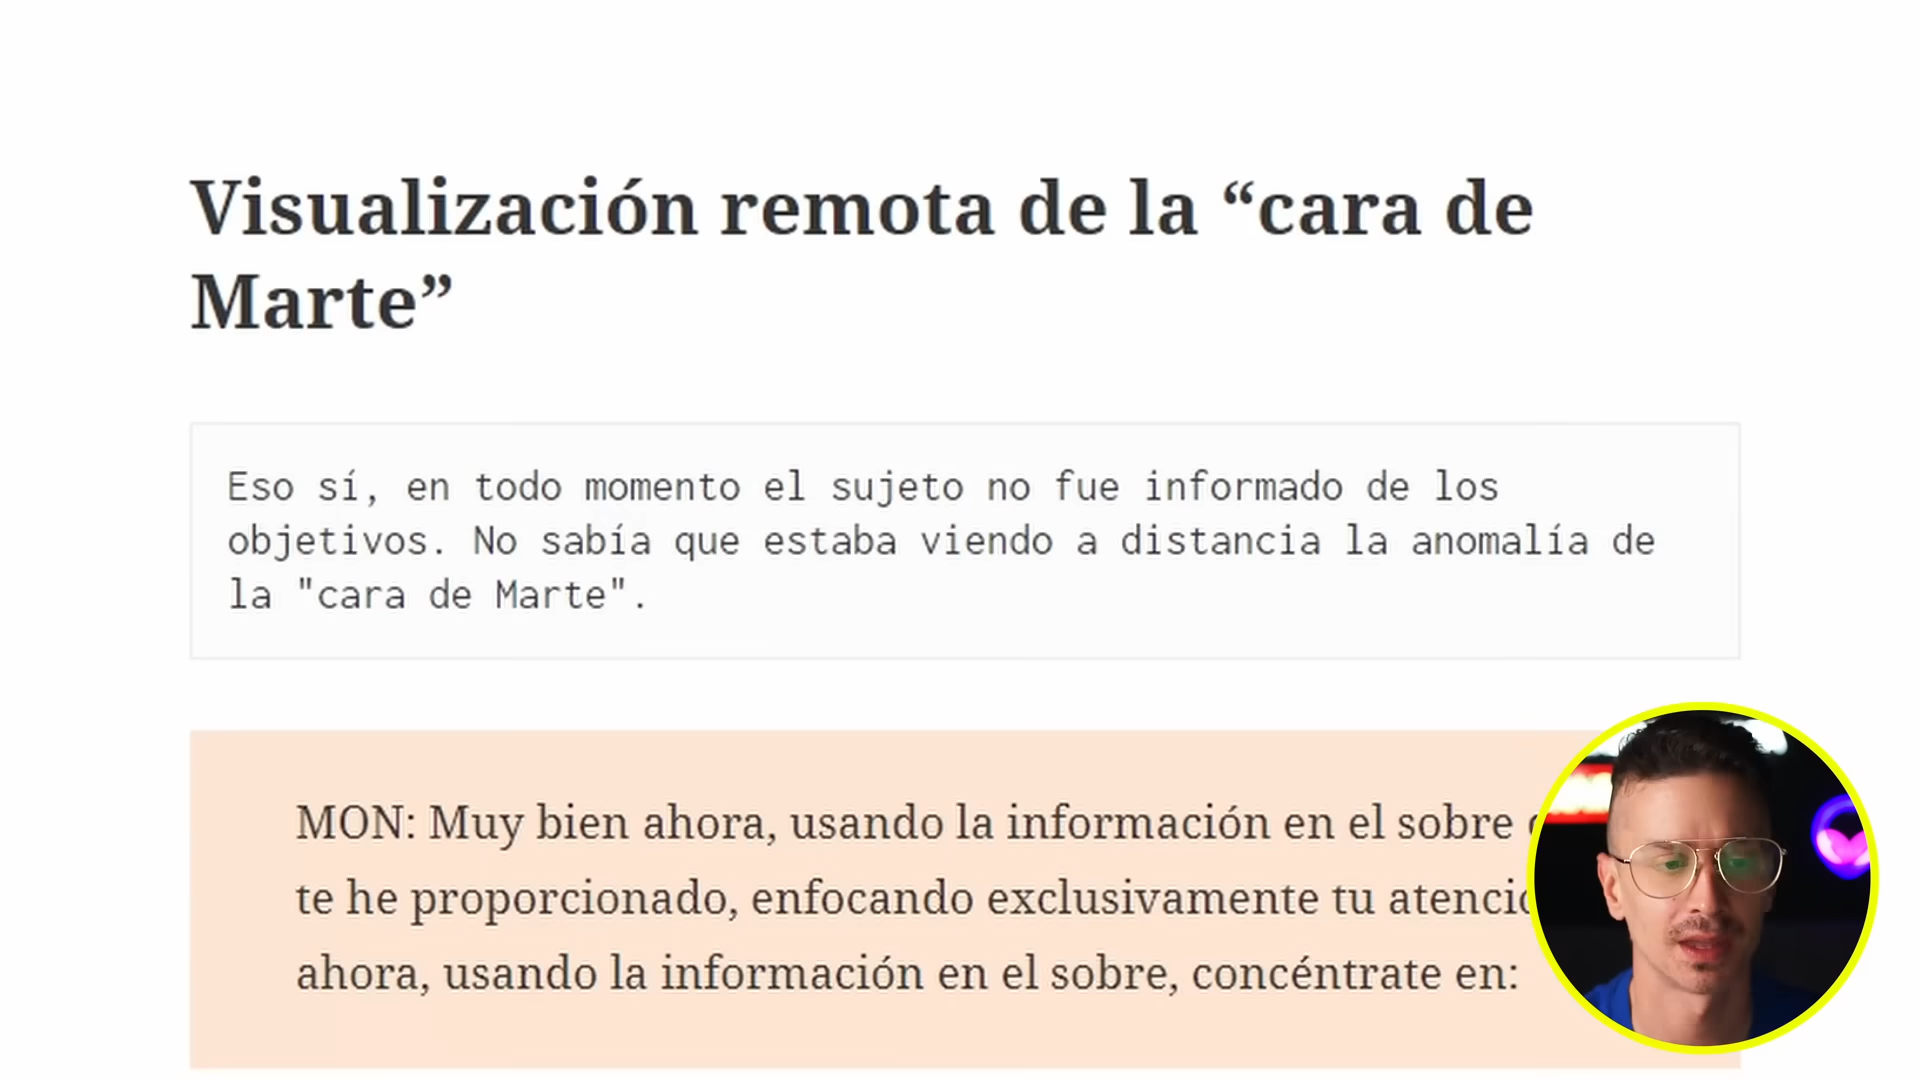 Visualización remota de la “cara de
Marte”
Eso sí, en todo momento el sujeto no fue informado de los
objetivos. No sabía que estaba viendo a distancia la anomalía de
la "cara de Marte".
MON: Muy bien ahora, usando la información en el sobre
te he proporcionado, enfocando exclusivamente tu
ahora, usando la información en el sobre, concéntrate en: